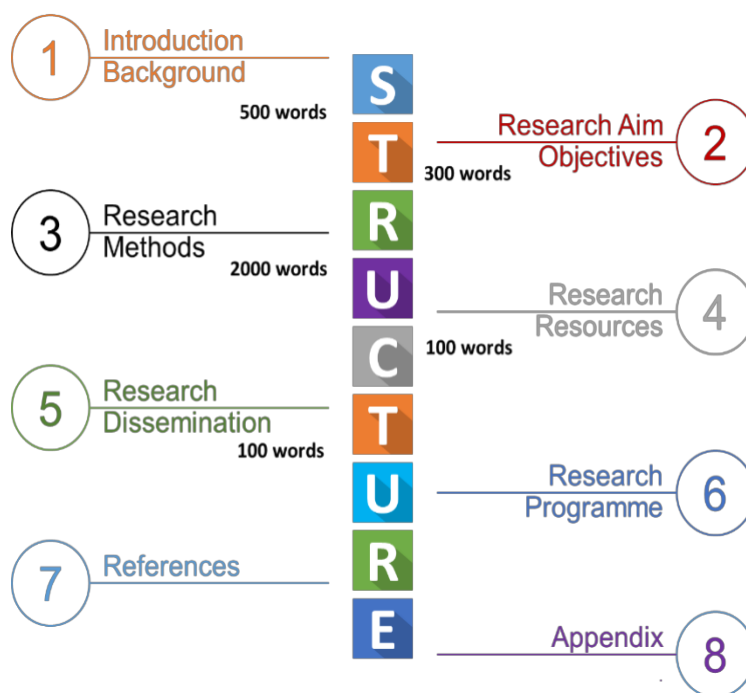 1
Introduction
Background
500 words
S
T
R
U
C
T
U
R
E
2
Research Aim
Objectives
300 words
3
Research
Methods
2000 words
4
Research
Resources
100 words
5
Research
Dissemination
100 words
6
Research
Programme
7
References
8
Appendix
.